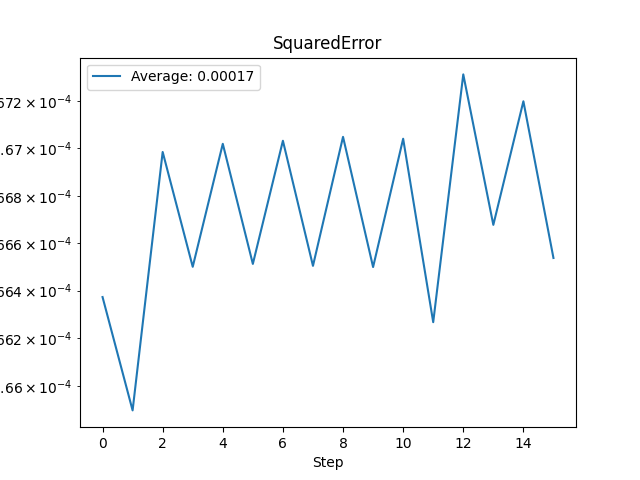 SquaredError
Average: 0.00017
672 × 10⁻⁴
.67 × 10⁻⁴
668 × 10⁻⁴
666 × 10⁻⁴
664 × 10⁻⁴
662 × 10⁻⁴
.66 × 10⁻⁴
0 2 4 6 8 10 12 14
Step